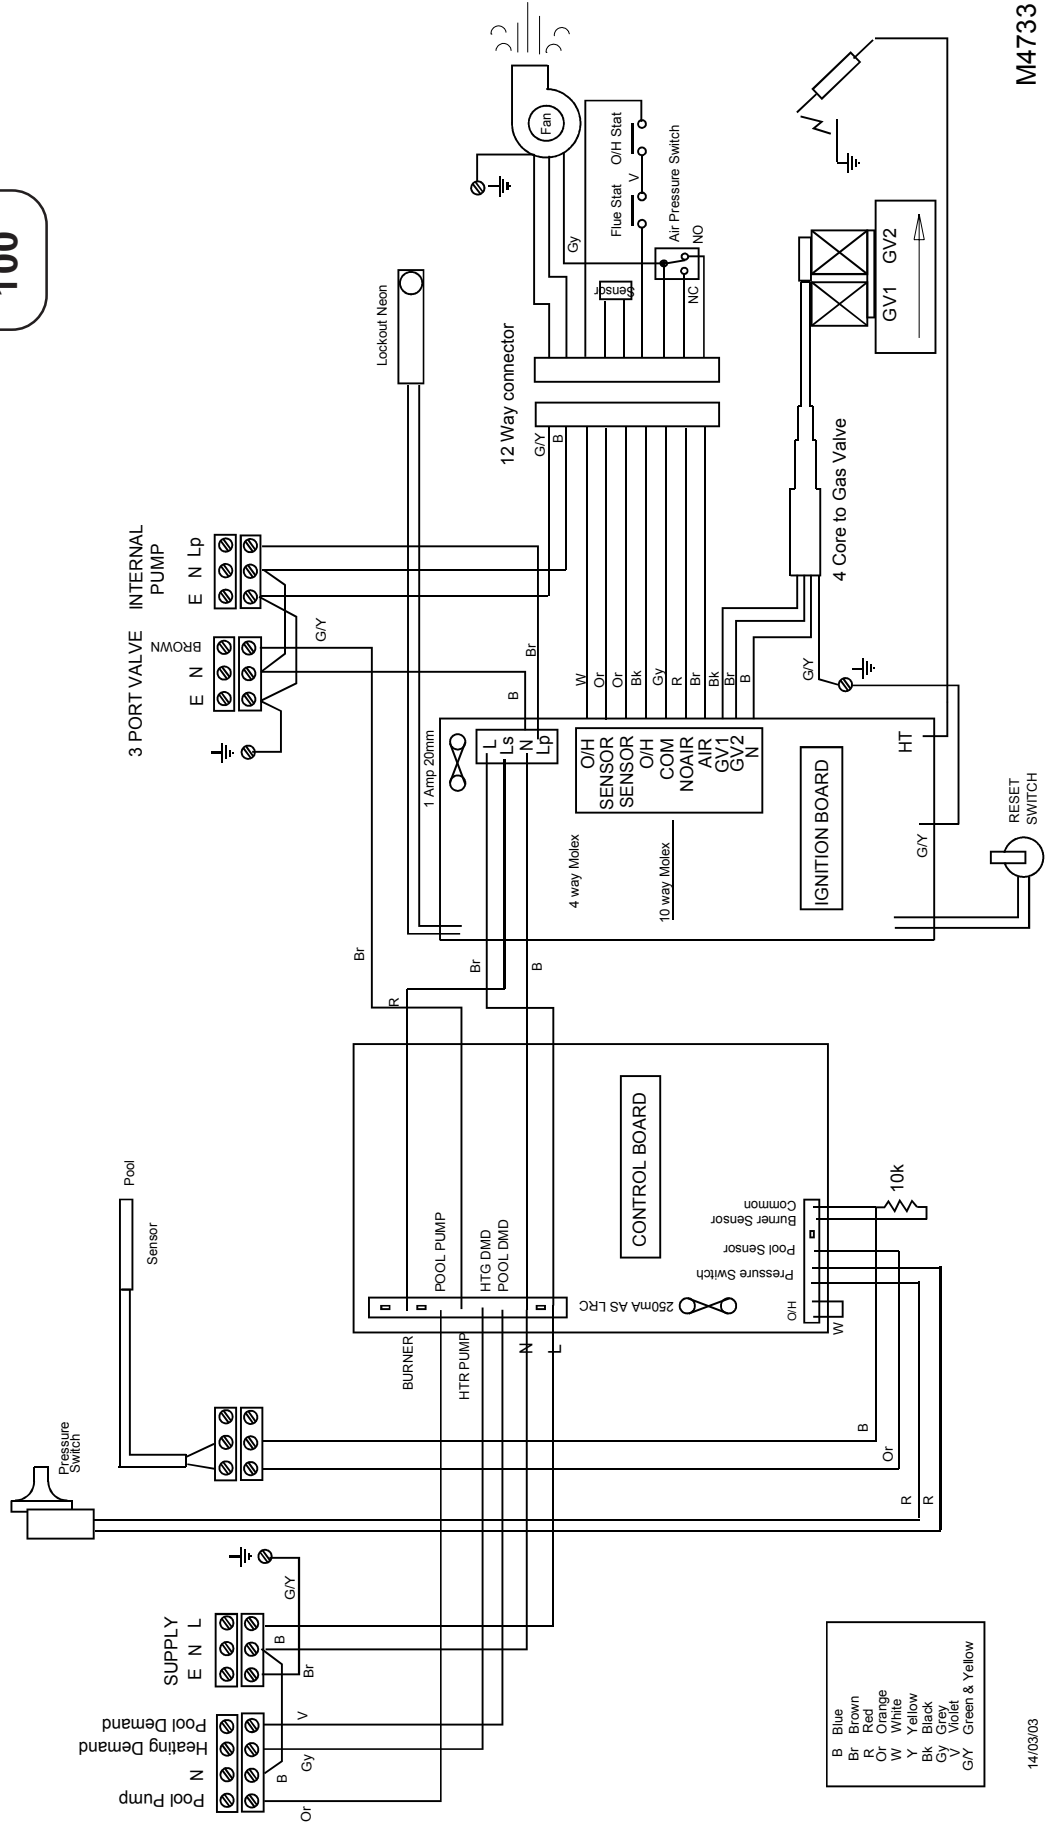 100
M4733
Fan
O/H Stat
V
Flue Stat
Air Pressure Switch
Gy
NO
NC
Sensor
Lockout Neon
12 Way connector
G/Y
B
GV1 GV2
4 Core to Gas Valve
INTERNAL
PUMP
E N Lp
3 PORT VALVE
E N BROWN
G/Y
Br
B
W
Or
Or
Bk
Gy
R
Br
Bk
Br
B
G/Y
1 Amp 20mm
L
Ls
N
Lp
O/H
SENSOR
SENSOR
O/H
COM
NOAIR
AIR
GV1
GV2
N
HT
4 way Molex
10 way Molex
IGNITION BOARD
G/Y
RESET
SWITCH
Br
R
Br
B
CONTROL BOARD
POOL PUMP
HTG DMD
POOL DMD
BURNER
HTR PUMP
N
L
250mA AS LRC
Common
Burner Sensor
Pool Sensor
Pressure Switch
O/H
W
10k
Pool
Sensor
Pressure
Switch
B
Or
R
R
SUPPLY
E N L
G/Y
B
Br
Pool Demand
Heating Demand
N
Pool Pump
V
Gy
B
Or
B Blue
Br Brown
R Red
Or Orange
W White
Y Yellow
Bk Black
Gy Grey
V Violet
G/Y Green & Yellow
14/03/03